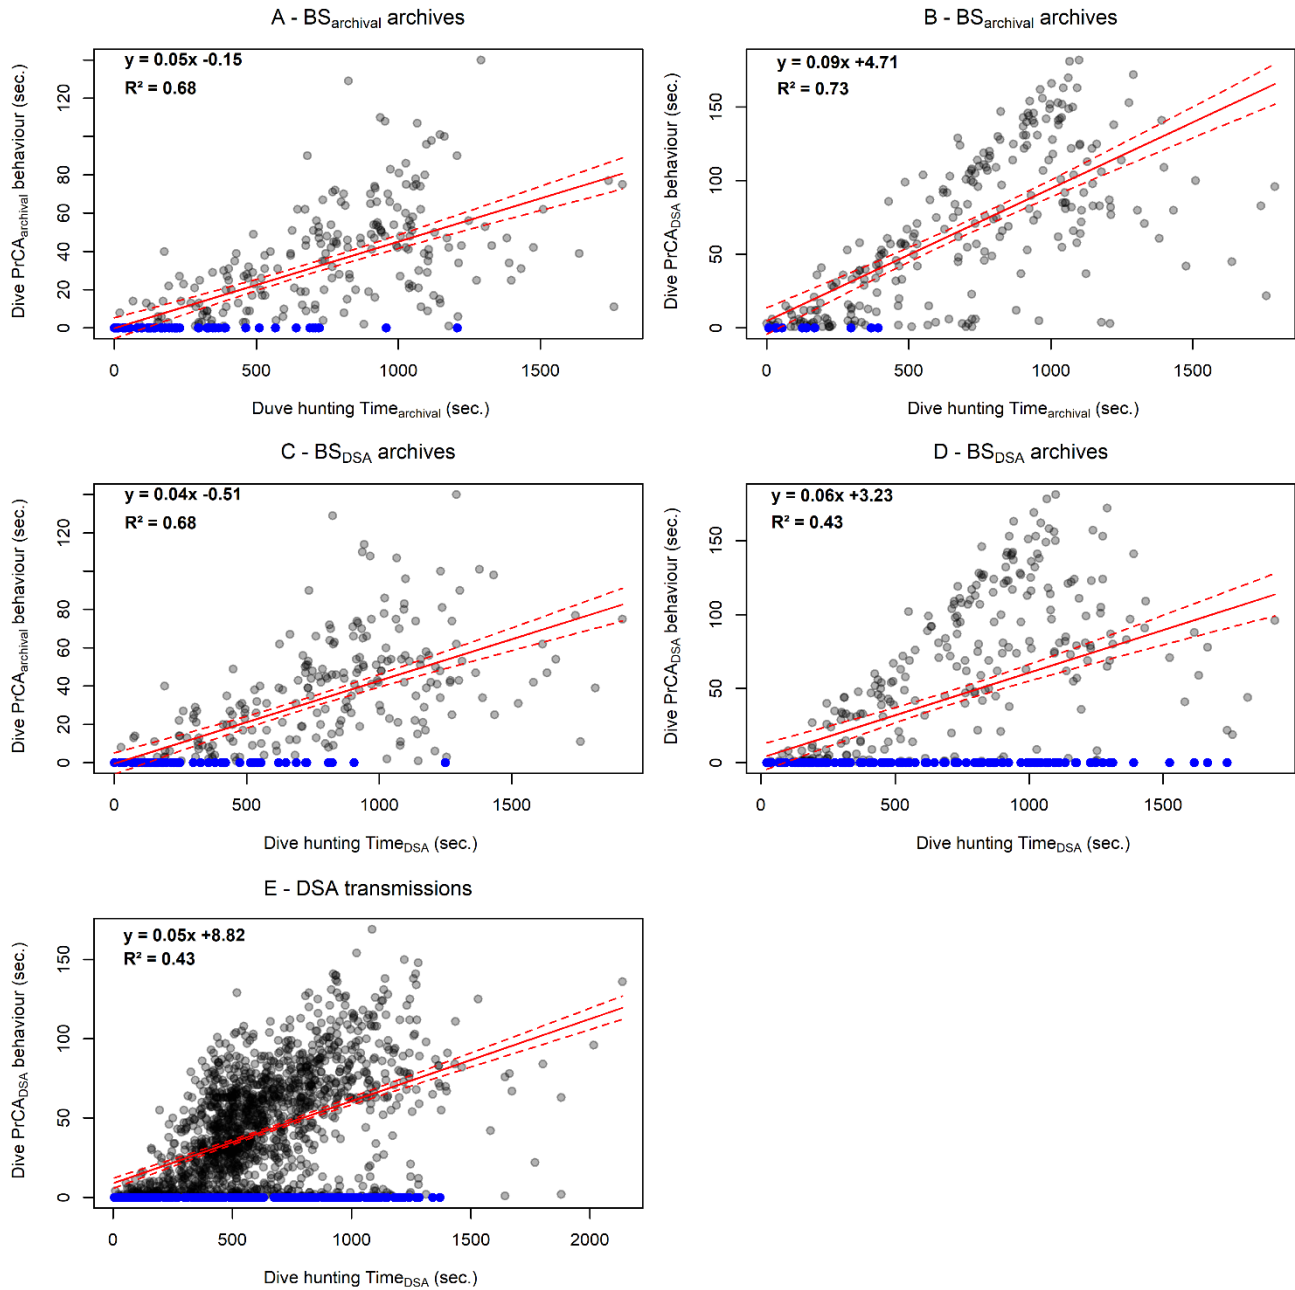 A - BSarchival archives
y = 0.05x -0.15
R² = 0.68
Dive PrCAarchival behaviour (sec.)
0 20 40 60 80 120
0 500 1000 1500
Duve hunting Timearchival (sec.)
B - BSarchival archives
y = 0.09x +4.71
R² = 0.73
Dive PrCADSA behaviour (sec.)
0 50 100 150
0 500 1000 1500
Dive hunting Timearchival (sec.)
C - BSDSA archives
y = 0.04x -0.51
R² = 0.68
Dive PrCAarchival behaviour (sec.)
0 20 40 60 80 120
0 500 1000 1500
Dive hunting TimeDSA (sec.)
D - BSDSA archives
y = 0.06x +3.23
R² = 0.43
Dive PrCADSA behaviour (sec.)
0 50 100 150
0 500 1000 1500
Dive hunting TimeDSA (sec.)
E - DSA transmissions
y = 0.05x +8.82
R² = 0.43
Dive PrCADSA behaviour (sec.)
0 50 100 150
0 500 1000 1500 2000
Dive hunting TimeDSA (sec.)